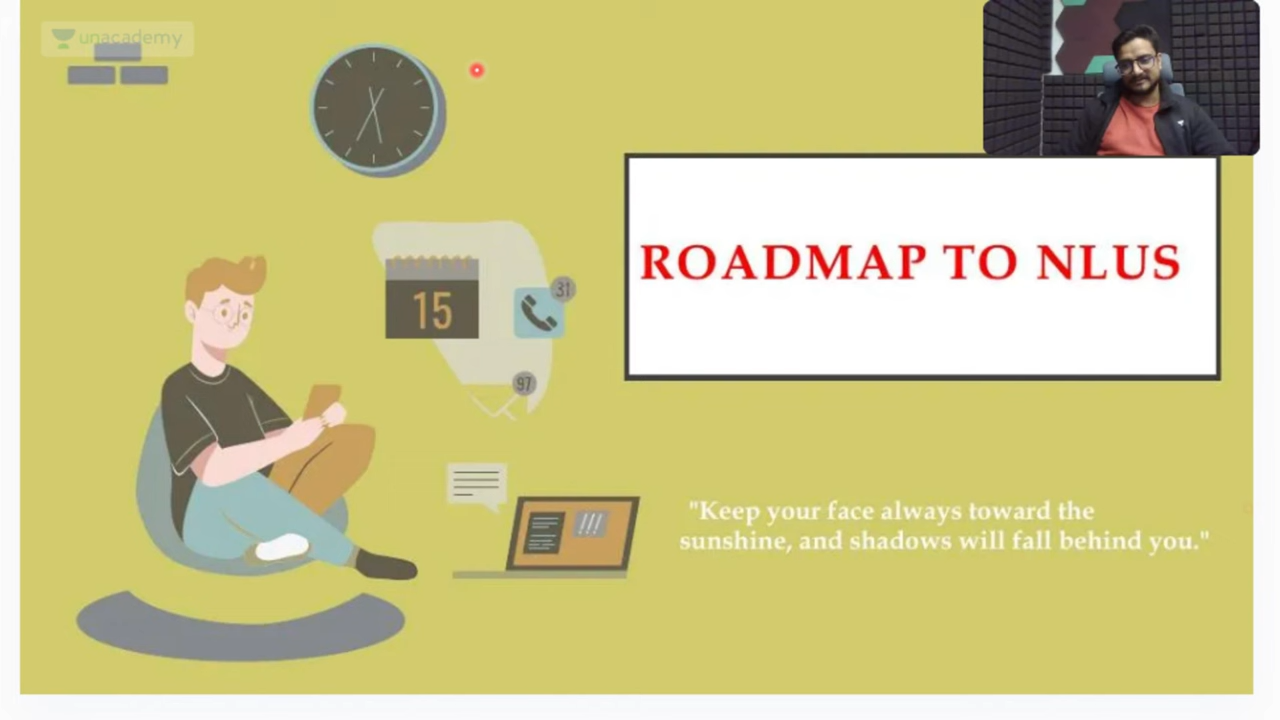 unacademy
ROADMAP TO NLUS
15
31
97
"Keep your face always toward the
sunshine, and shadows will fall behind you."